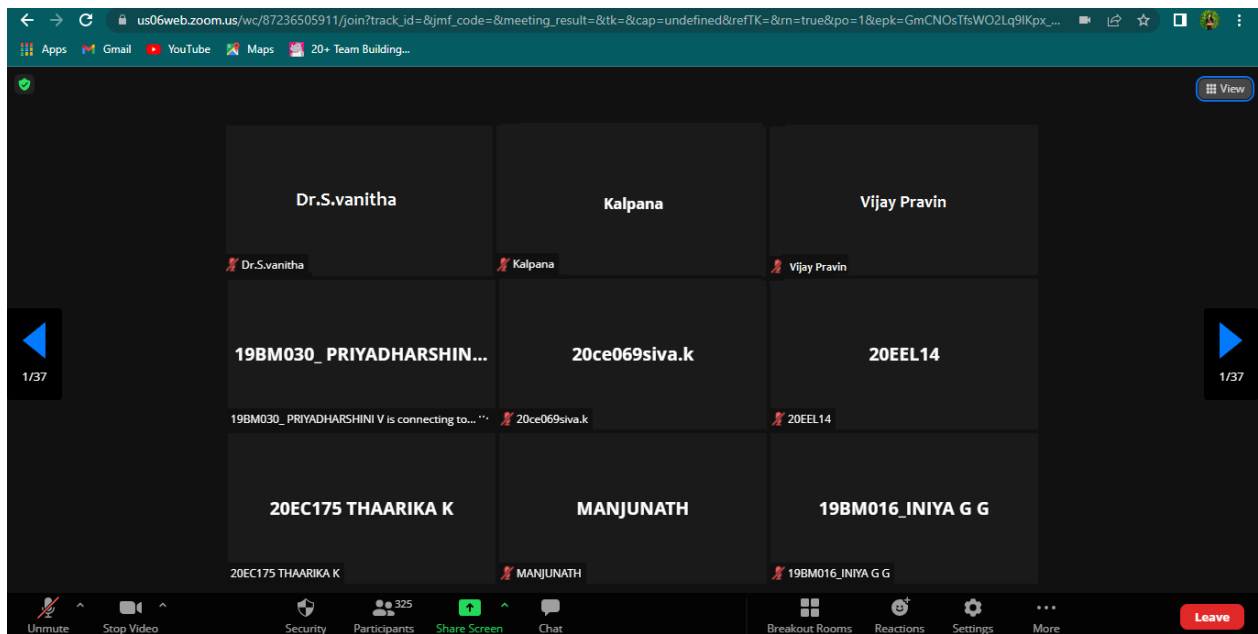 us06web.zoom.us/wc/87236505911/join?track_id=&jmf_code=&meeting_result=&tk=&cap=undefined&refTK=&rn=true&po=1&epk=GmCNOsTfsWO2Lq9lKpx_...
Apps Gmail YouTube Maps 20+ Team Building...
View
Dr.S.vanitha Kalpana Vijay Pravin
Dr.S.vanitha Kalpana Vijay Pravin
19BM030_ PRIYADHARSHIN... 20ce069siva.k 20EEL14
1/37 1/37
19BM030_ PRIYADHARSHINI V is connecting to... 20ce069siva.k 20EEL14
20EC175 THAARIKA K MANJUNATH 19BM016_INIYA G G
20EC175 THAARIKA K MANJUNATH 19BM016_INIYA G G
325
Unmute Stop Video Security Participants Share Screen Chat Breakout Rooms Reactions Settings More Leave